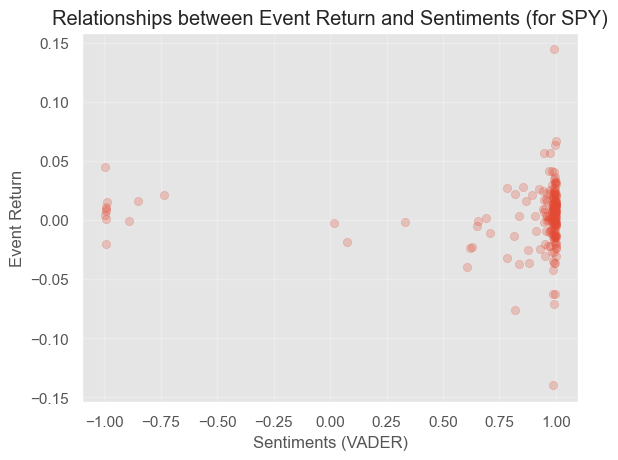 Relationships between Event Return and Sentiments (for SPY)
0.15
0.10
0.05
0.00
−0.05
−0.10
−0.15
Event Return
−1.00 −0.75 −0.50 −0.25 0.00 0.25 0.50 0.75 1.00
Sentiments (VADER)